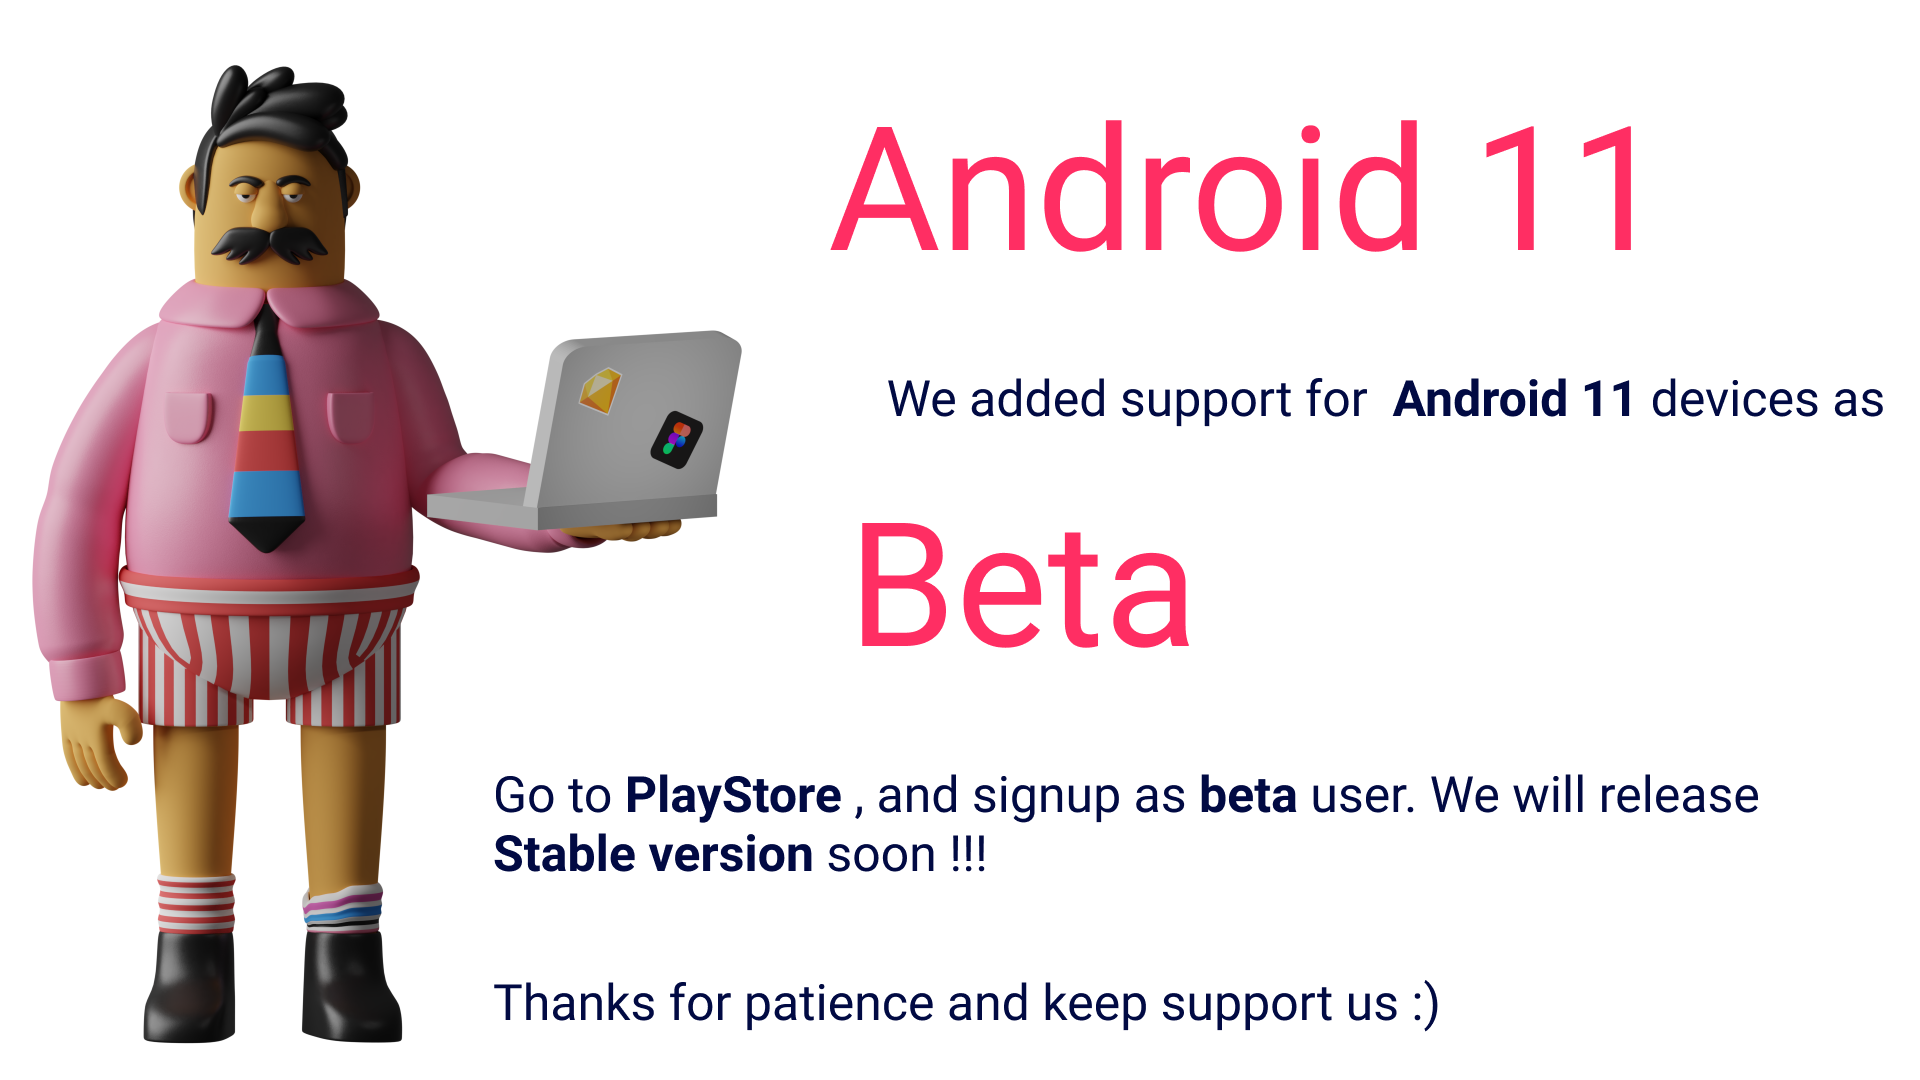 Android 11
We added support for Android 11 devices as
Beta
Go to PlayStore , and signup as beta user. We will release
Stable version soon !!!
Thanks for patience and keep support us :)